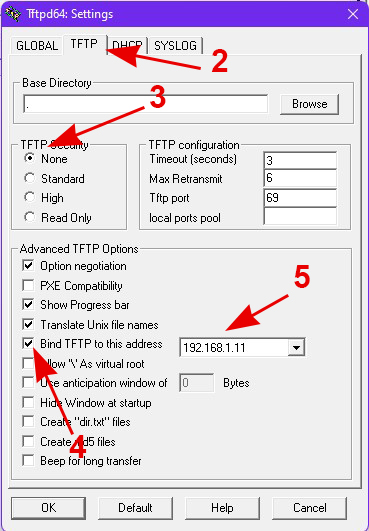 Tftpd64: Settings
GLOBAL TFTP DHCP SYSLOG
2
Base Directory
.
Browse
3
TFTP Security
None
Standard
High
Read Only
TFTP configuration
Timeout (seconds) 3
Max Retransmit 6
Tftp port 69
local ports pool
Advanced TFTP Options
Option negotiation
PXE Compatibility
Show Progress bar
5
Translate Unix file names
Bind TFTP to this address 192.168.1.11
Allow '\' As virtual root
Use anticipation window of 0 Bytes
Hide Window at startup
Create "dir.txt" files
4
Create md5 files
Beep for long transfer
OK Default Help Cancel